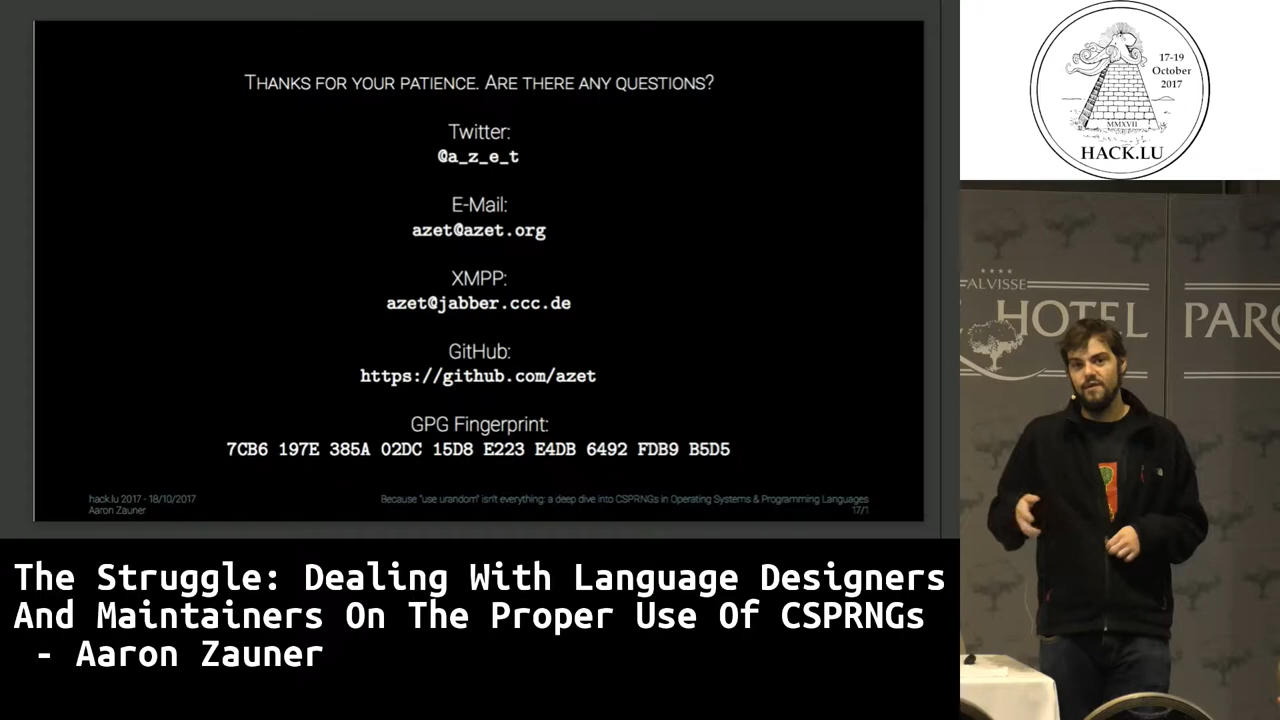 THANKS FOR YOUR PATIENCE. ARE THERE ANY QUESTIONS?
Twitter:
@a_z_e_t
E-Mail:
azet@azet.org
XMPP:
azet@jabber.ccc.de
GitHub:
https://github.com/azet
GPG Fingerprint:
7CB6 197E 385A 02DC 15D8 E223 E4DB 6492 FDB9 B5D5
hack.lu 2017 - 18/10/2017
Aaron Zauner
Because "use urandom" isn't everything: a deep dive into CSPRNGs in Operating Systems & Programming Languages
17/1
17-19
October
2017
MMXVII
HACK.LU
ALVISSE
HOTEL PARC
The Struggle: Dealing With Language Designers
And Maintainers On The Proper Use Of CSPRNGs
- Aaron Zauner